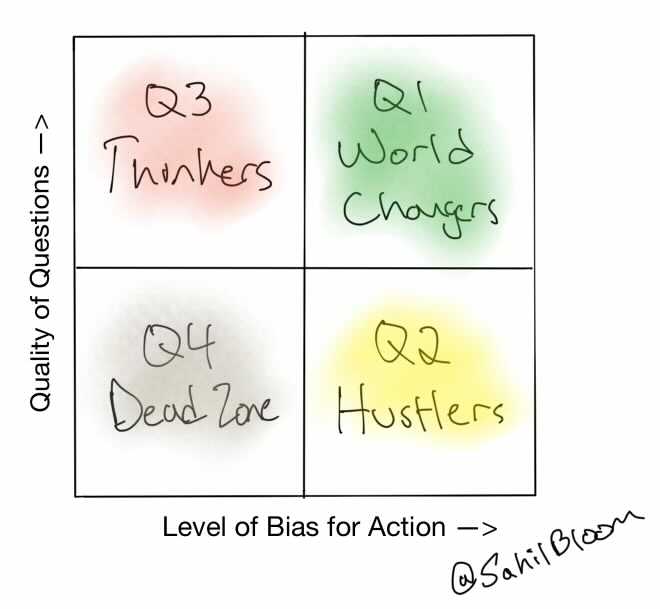 Quality of Questions —>
Q3
Thinkers
Q1
World
Changers
Q4
Dead Zone
Q2
Hustlers
Level of Bias for Action —>
@SahilBloom